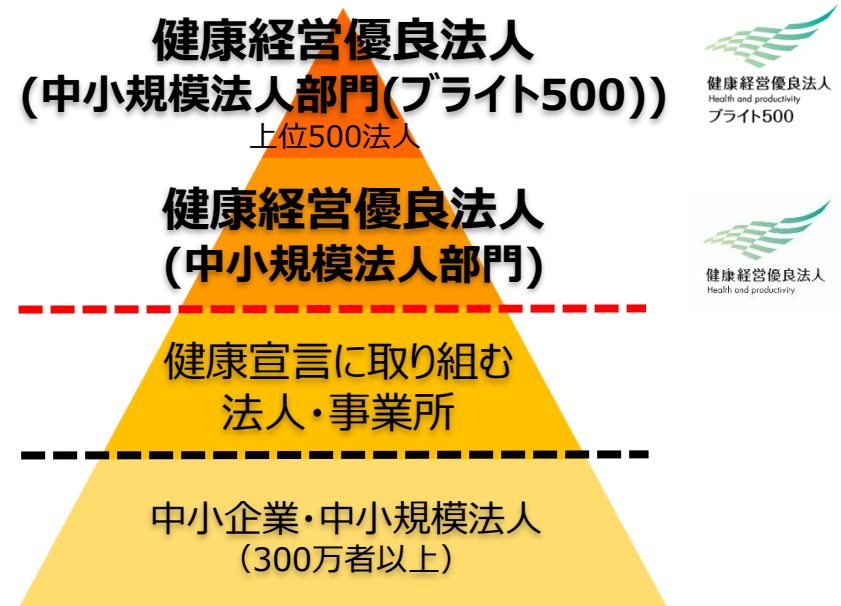 健康経営優良法人
(中小規模法人部門(ブライト500))
上位500法人
健康経営優良法人
Health and productivity
ブライト500
健康経営優良法人
(中小規模法人部門)
健康経営優良法人
Health and productivity
健康宣言に取り組む
法人・事業所
中小企業・中小規模法人
（300万者以上）